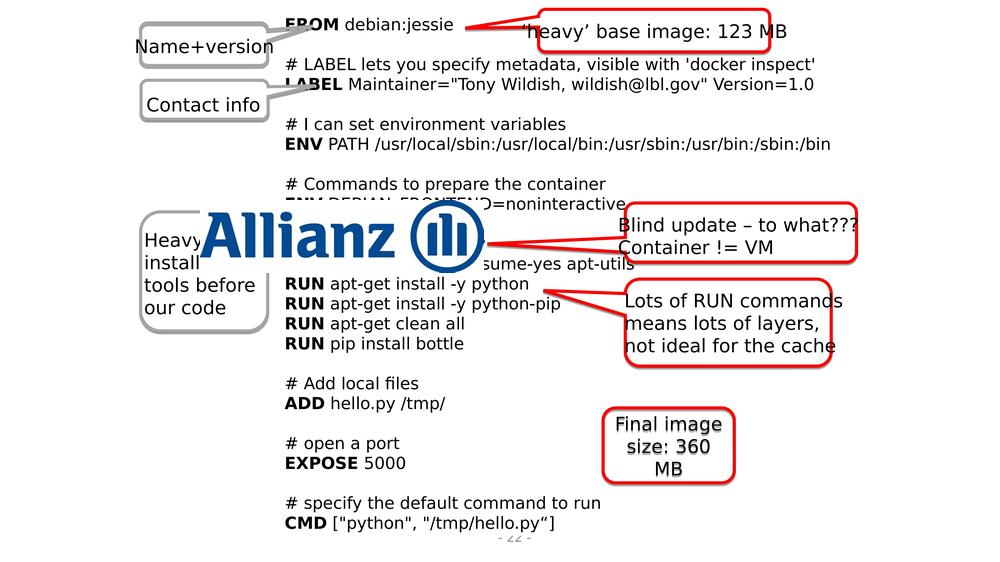 FROM debian:jessie
'heavy' base image: 123 MB
Name+version
# LABEL lets you specify metadata, visible with 'docker inspect'
LABEL Maintainer="Tony Wildish, wildish@lbl.gov" Version=1.0
Contact info
# I can set environment variables
ENV PATH /usr/local/sbin:/usr/local/bin:/usr/sbin:/usr/bin:/sbin:/bin
# Commands to prepare the container
ENV DEBIAN_FRONTEND=noninteractive
Allianz
Blind update – to what???
Container != VM
Heavy
install
tools before
our code
sume-yes apt-utils
RUN apt-get install -y python
RUN apt-get install -y python-pip
RUN apt-get clean all
RUN pip install bottle
Lots of RUN commands
means lots of layers,
not ideal for the cache
# Add local files
ADD hello.py /tmp/
Final image
size: 360
MB
# open a port
EXPOSE 5000
# specify the default command to run
CMD ["python", "/tmp/hello.py“]
- 22 -